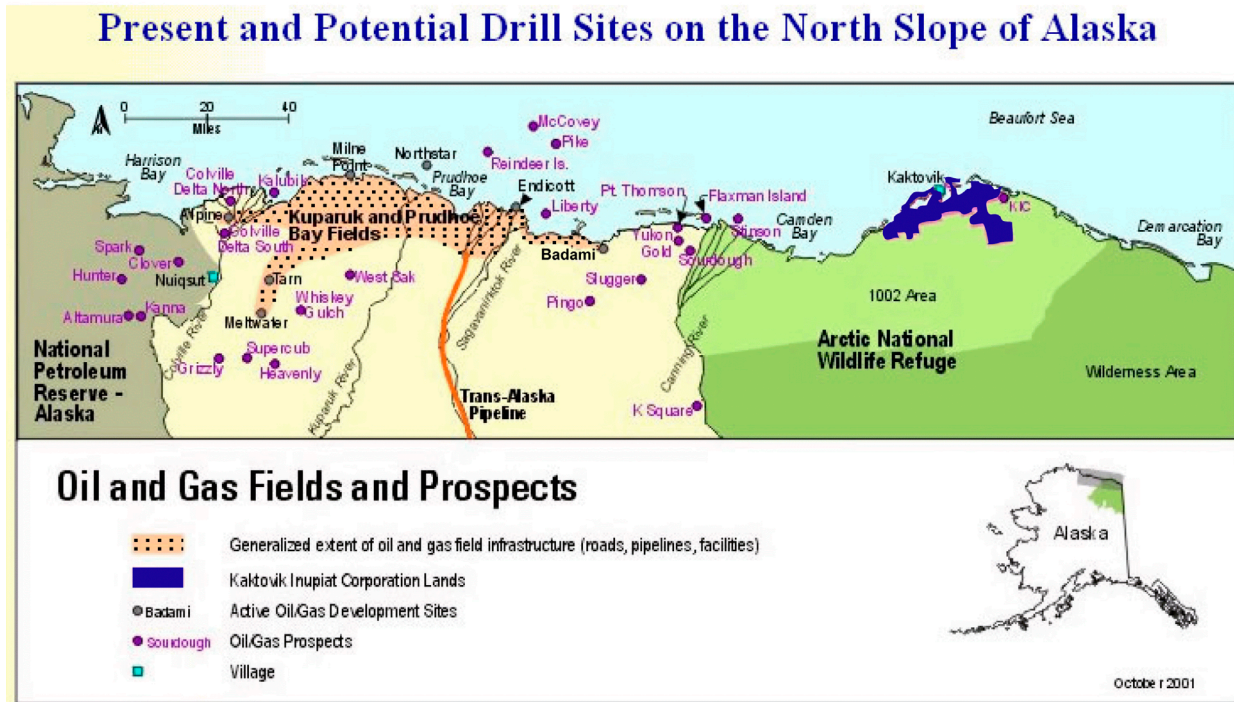 Present and Potential Drill Sites on the North Slope of Alaska
0 20 40
Miles
Beaufort Sea
Harrison
Bay
Colville
Delta North
Kalubik
Milne
Point
Northstar
Prudhoe
Bay
McCovey
Pike
Reindeer Is.
Endicott
Liberty
Pt. Thomson
Flaxman Island
Stinson
Camden
Bay
Kaktovik
KIC
Demarcation
Bay
Alpine
Colville
Delta South
Kuparuk and Prudhoe
Bay Fields
Badami
Yukon
Gold
Sourdough
Spark
Clover
Hunter
Nuiqsut
Tarn
West Sak
Slugger
Pingo
1002 Area
Altamura
Kanna
Meltwater
Whiskey
Gulch
Grizzly
Supercub
Heavenly
Colville River
Kuparuk River
Sagavanirktok River
Canning River
National
Petroleum
Reserve -
Alaska
Trans-Alaska
Pipeline
K Square
Arctic National
Wildlife Refuge
Wilderness Area
Oil and Gas Fields and Prospects
Generalized extent of oil and gas field infrastructure (roads, pipelines, facilities)
Kaktovik Inupiat Corporation Lands
Badami Active Oil/Gas Development Sites
Sourdough Oil/Gas Prospects
Village
Alaska
October 2001